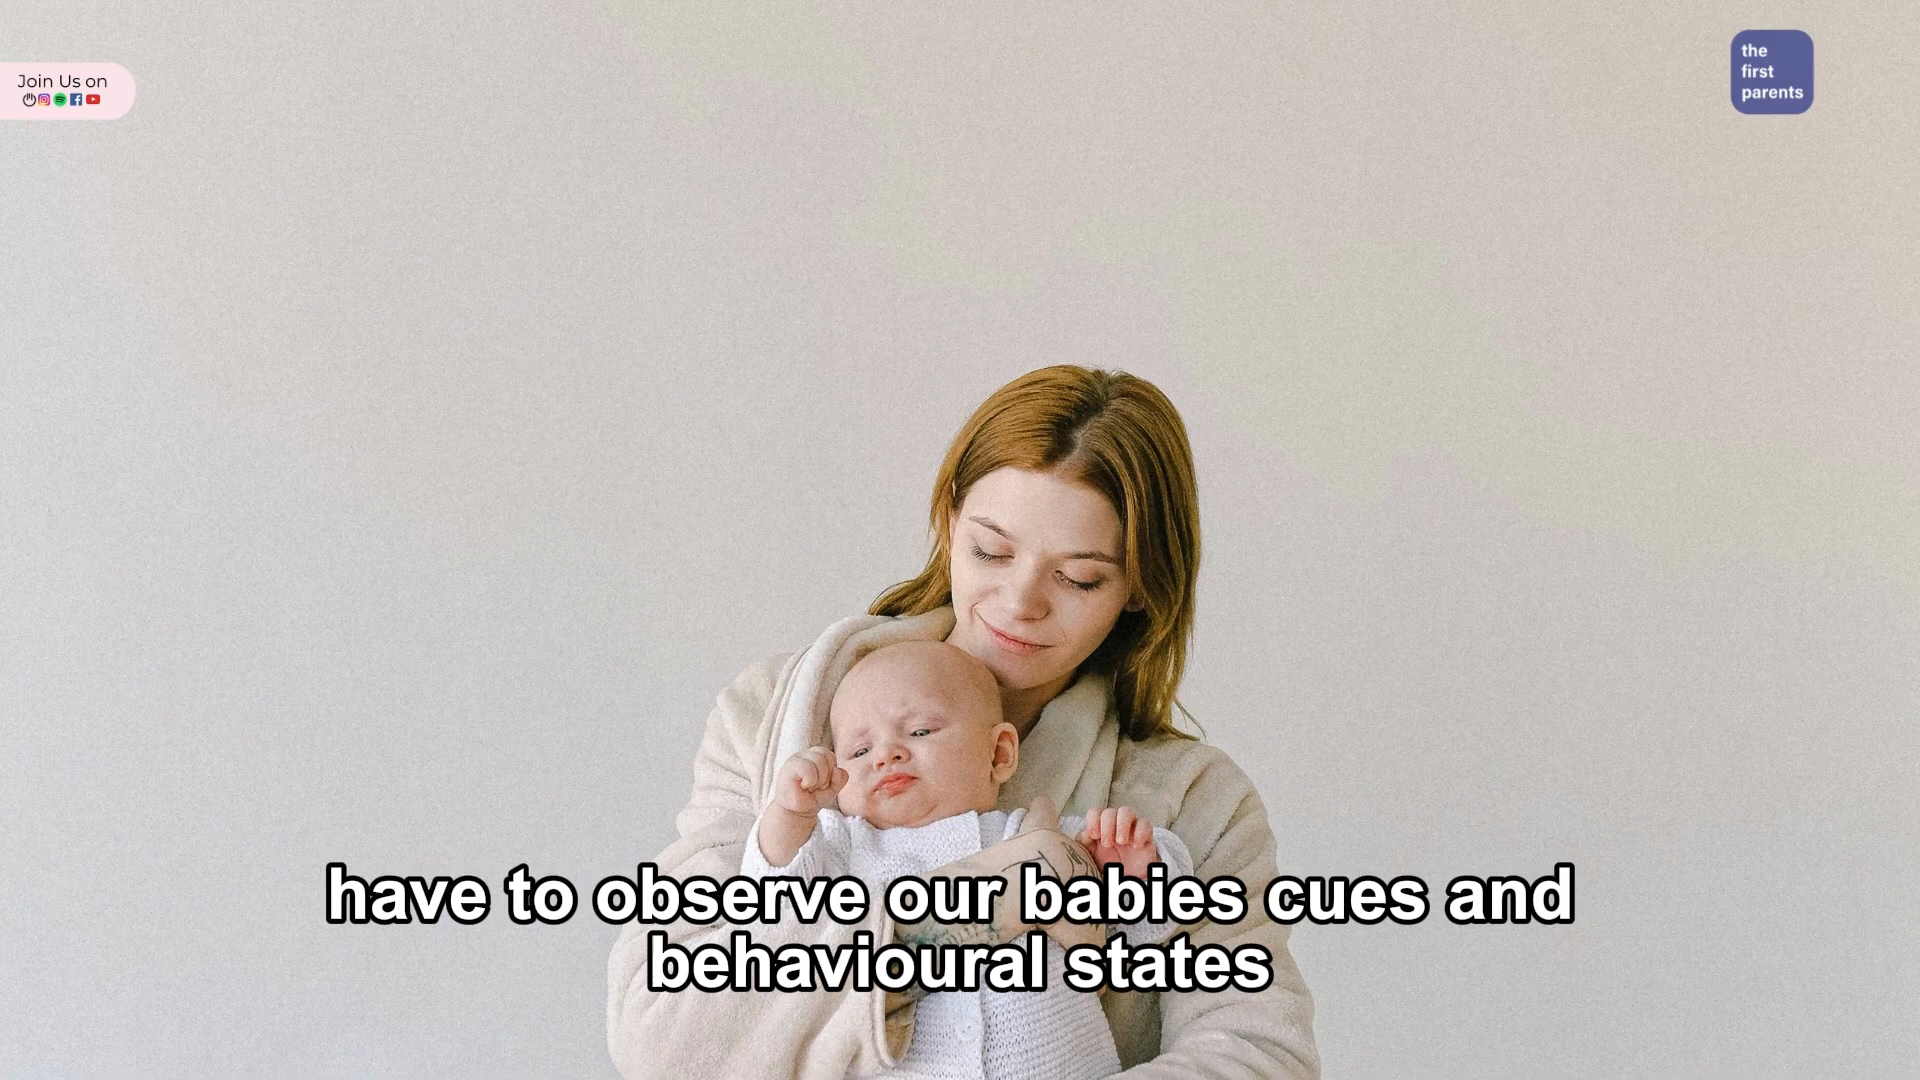 Join Us on
the
first
parents
have to observe our babies cues and
behavioural states